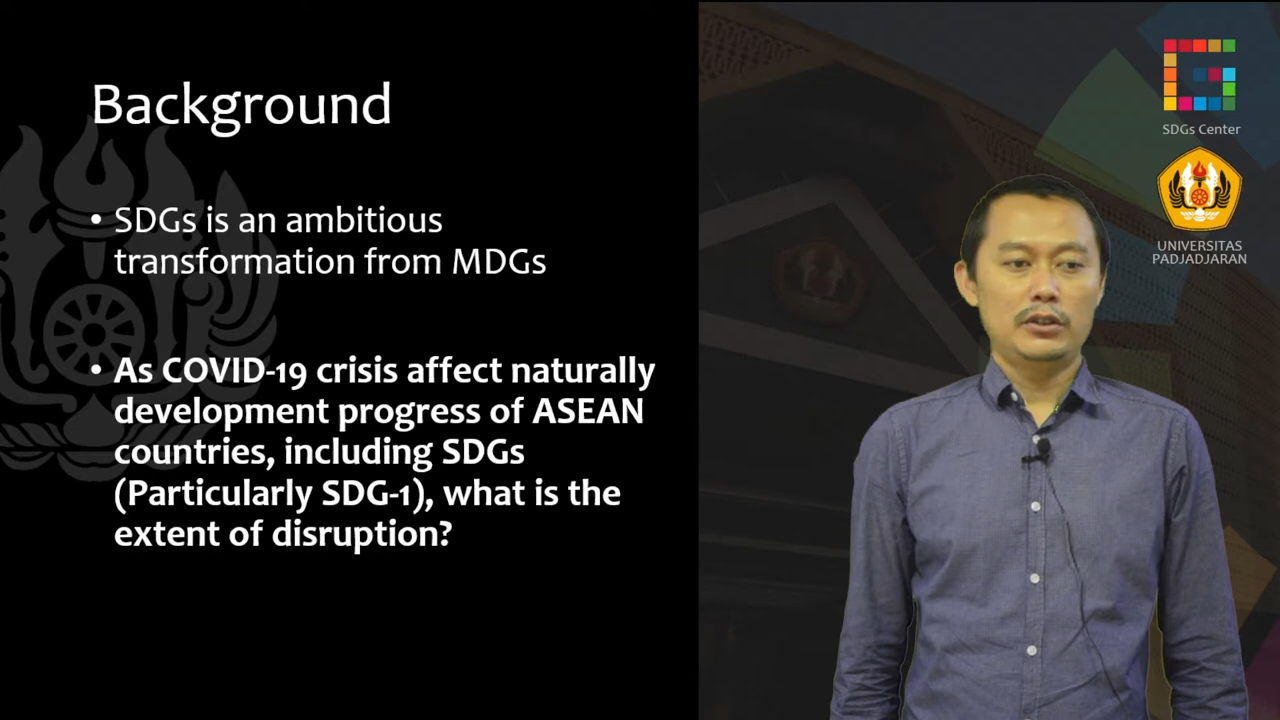 Background
• SDGs is an ambitious
transformation from MDGs
• As COVID-19 crisis affect naturally
development progress of ASEAN
countries, including SDGs
(Particularly SDG-1), what is the
extent of disruption?
SDGs Center
UNIVERSITAS
PADJADJARAN